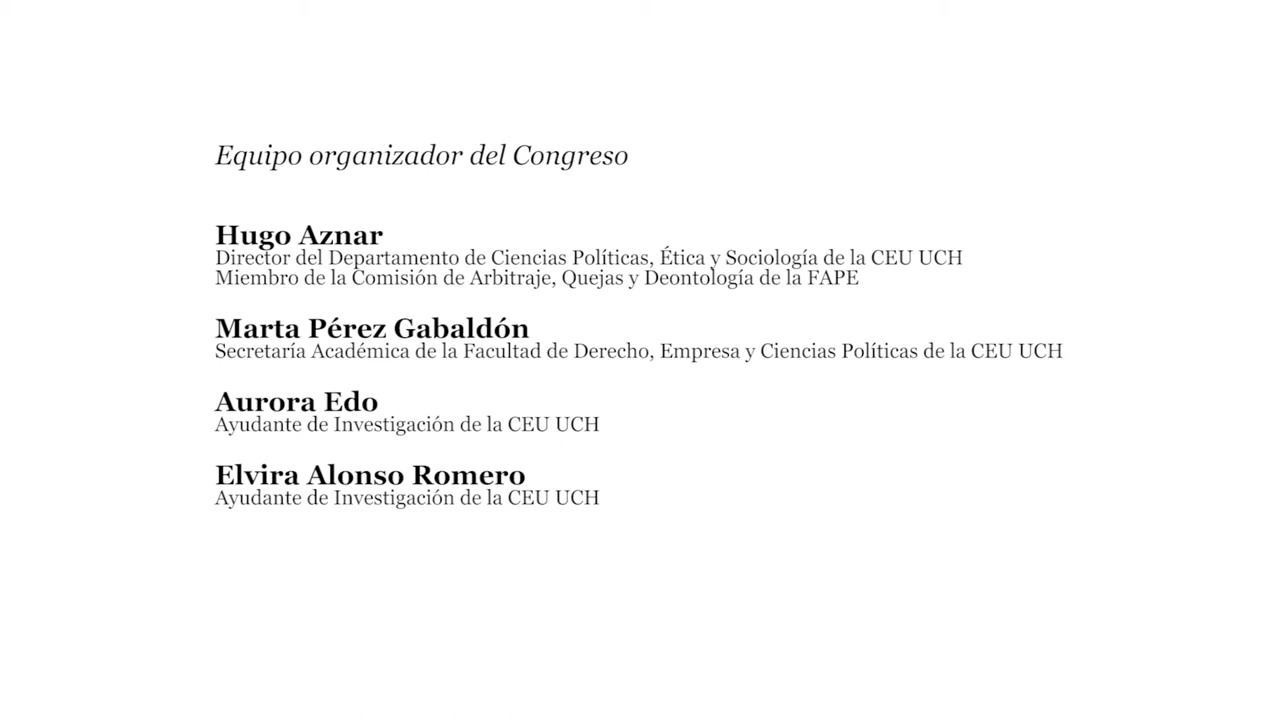 Equipo organizador del Congreso
Hugo Aznar
Director del Departamento de Ciencias Políticas, Ética y Sociología de la CEU UCH
Miembro de la Comisión de Arbitraje, Quejas y Deontología de la FAPE
Marta Pérez Gabaldón
Secretaría Académica de la Facultad de Derecho, Empresa y Ciencias Políticas de la CEU UCH
Aurora Edo
Ayudante de Investigación de la CEU UCH
Elvira Alonso Romero
Ayudante de Investigación de la CEU UCH